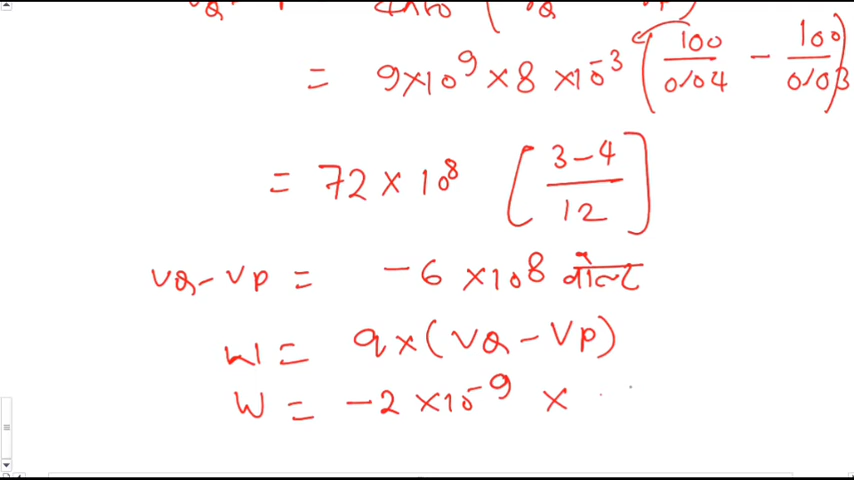 = 9×10⁹ × 8 ×10⁻³ (100/0.04 − 100/0.03)
= 72 × 10⁸ [3−4/12]
VQ − VP = −6 ×10⁸ वोल्ट
W = q × (VQ − VP)
W = −2 ×10⁻⁹ ×